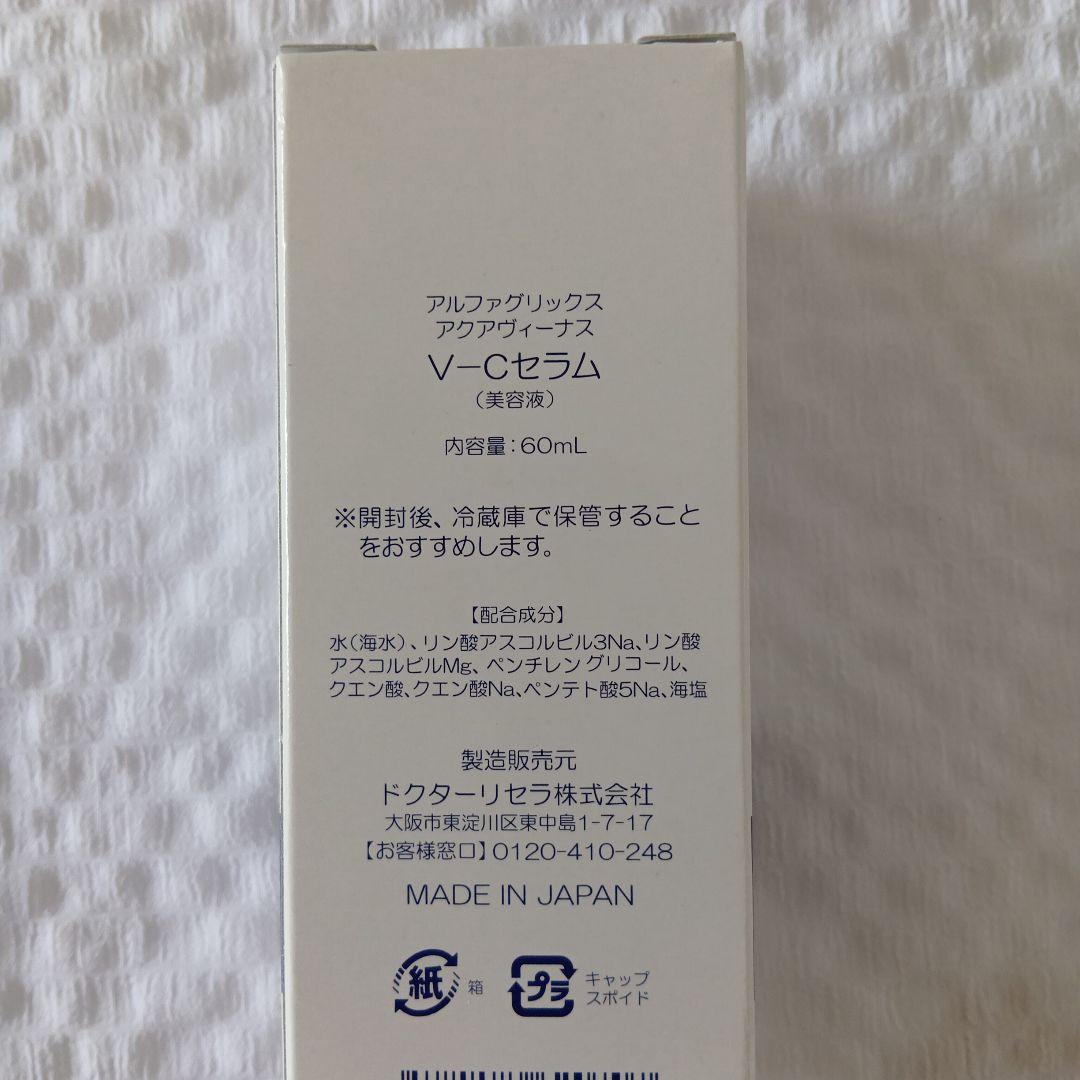 アルファグリックス
アクアヴィーナス
V-Cセラム
（美容液）
内容量：60mL
※開封後、冷蔵庫で保管すること
をおすすめします。
【配合成分】
水（海水）、リン酸アスコルビル3Na、リン酸
アスコルビルMg、ペンチレングリコール、
クエン酸、クエン酸Na、ペンテト酸5Na、海塩
製造販売元
ドクターリセラ株式会社
大阪市東淀川区東中島1-7-17
【お客様窓口】0120-410-248
MADE IN JAPAN
紙 箱
プラ キャップ
スポイド